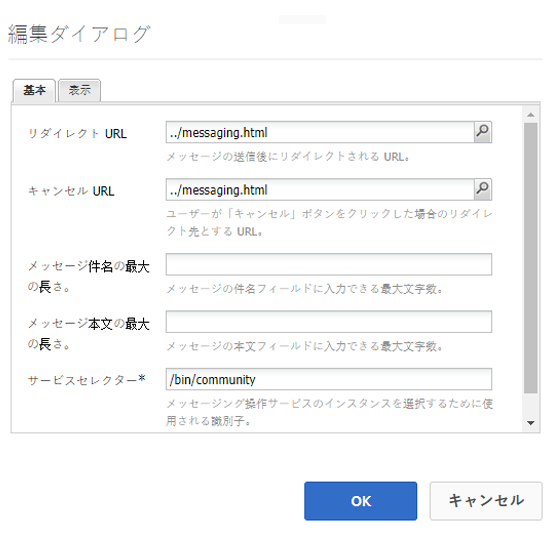 編集ダイアログ
基本 表示
リダイレクト URL ../messaging.html
メッセージの送信後にリダイレクトされる URL。
キャンセル URL ../messaging.html
ユーザーが「キャンセル」ボタンをクリックした場合のリダイレ
クト先とする URL。
メッセージ件名の最大
の長さ。
メッセージの件名フィールドに入力できる最大文字数。
メッセージ本文の最大
の長さ。
メッセージの本文フィールドに入力できる最大文字数。
サービスセレクター* /bin/community
メッセージング操作サービスのインスタンスを選択するために使
用される識別子。
OK キャンセル